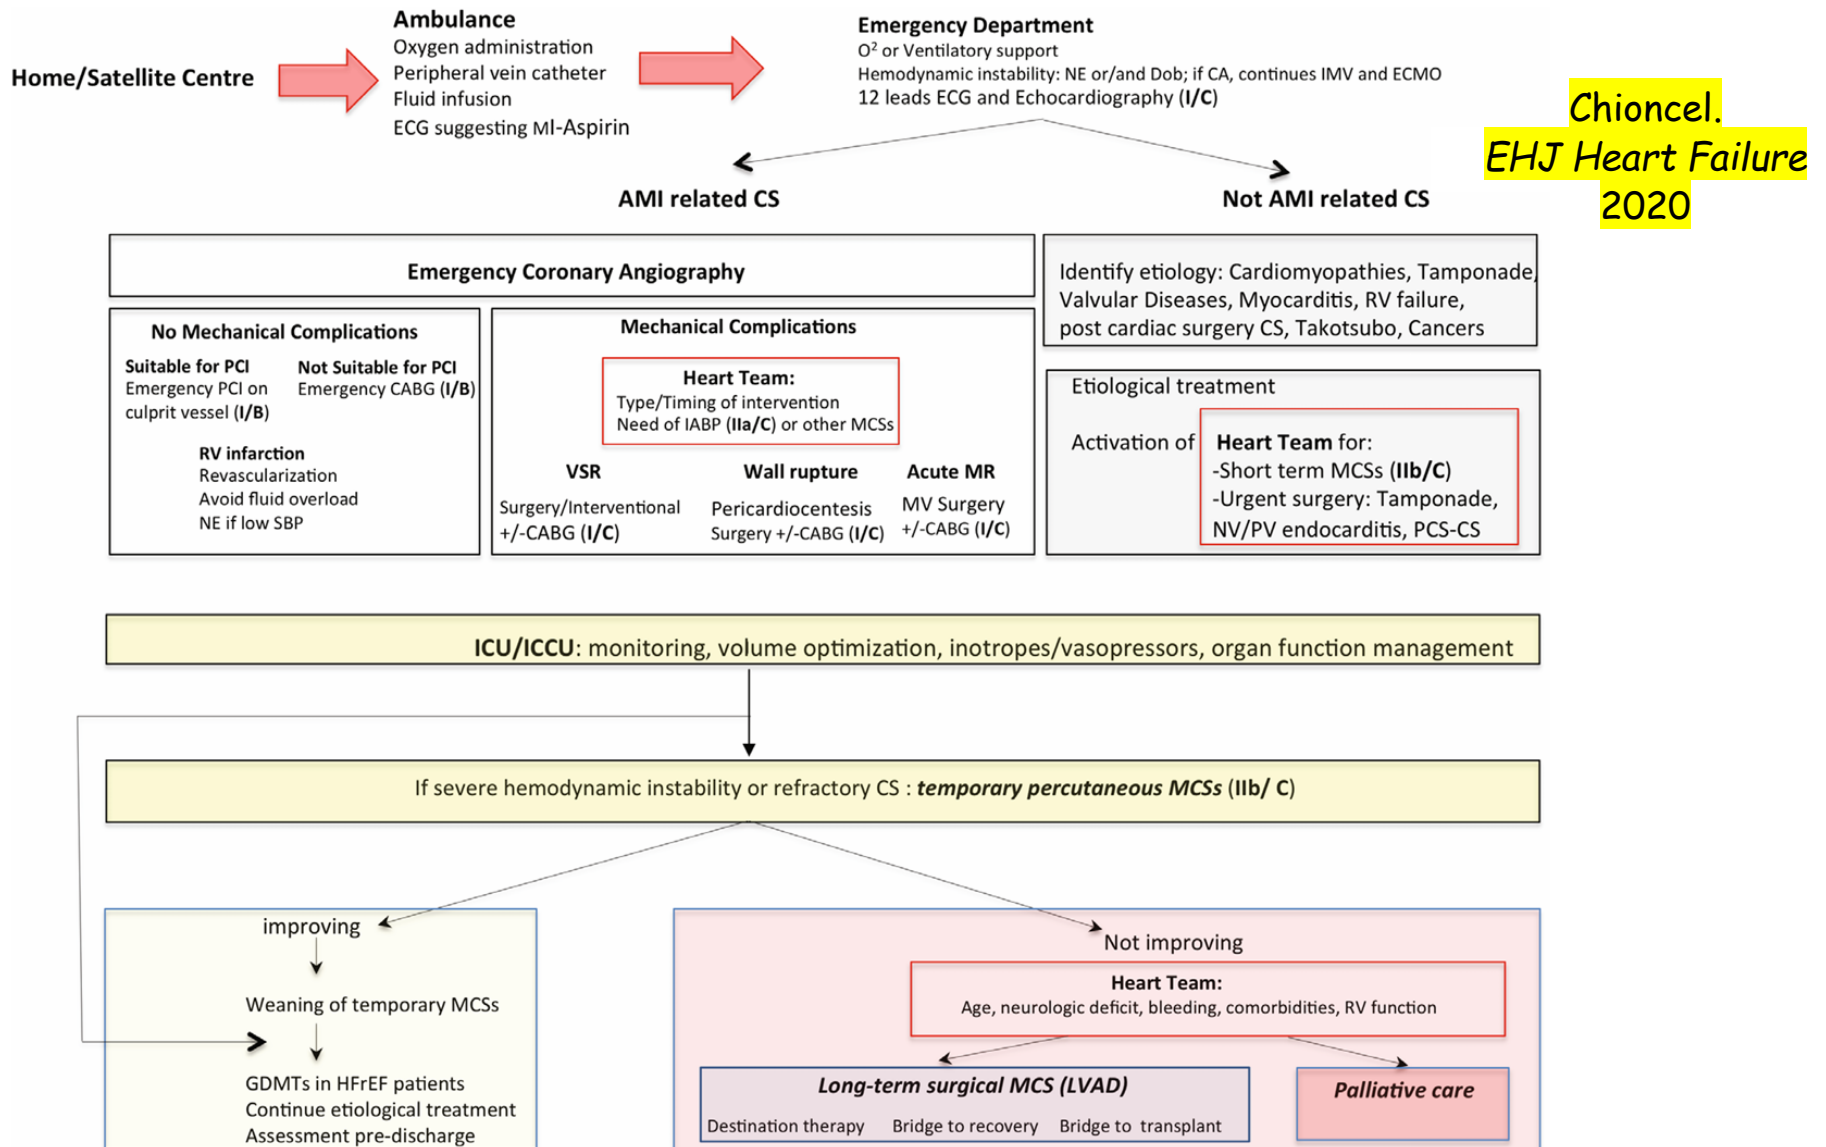 Ambulance
Oxygen administration
Peripheral vein catheter
Fluid infusion
ECG suggesting MI-Aspirin
Home/Satellite Centre
Emergency Department
O² or Ventilatory support
Hemodynamic instability: NE or/and Dob; if CA, continues IMV and ECMO
12 leads ECG and Echocardiography (I/C)
Chioncel.
EHJ Heart Failure
2020
AMI related CS
Not AMI related CS
Emergency Coronary Angiography
No Mechanical Complications
Suitable for PCI
Emergency PCI on
culprit vessel (I/B)
Not Suitable for PCI
Emergency CABG (I/B)
RV infarction
Revascularization
Avoid fluid overload
NE if low SBP
Mechanical Complications
Heart Team:
Type/Timing of intervention
Need of IABP (IIa/C) or other MCSs
VSR
Surgery/Interventional
+/-CABG (I/C)
Wall rupture
Pericardiocentesis
Surgery +/-CABG (I/C)
Acute MR
MV Surgery
+/-CABG (I/C)
Identify etiology: Cardiomyopathies, Tamponade,
Valvular Diseases, Myocarditis, RV failure,
post cardiac surgery CS, Takotsubo, Cancers
Etiological treatment
Activation of
Heart Team for:
-Short term MCSs (IIb/C)
-Urgent surgery: Tamponade,
NV/PV endocarditis, PCS-CS
ICU/ICCU: monitoring, volume optimization, inotropes/vasopressors, organ function management
If severe hemodynamic instability or refractory CS : temporary percutaneous MCSs (IIb/ C)
improving
Weaning of temporary MCSs
GDMTs in HFrEF patients
Continue etiological treatment
Assessment pre-discharge
Not improving
Heart Team:
Age, neurologic deficit, bleeding, comorbidities, RV function
Long-term surgical MCS (LVAD)
Destination therapy Bridge to recovery Bridge to transplant
Palliative care